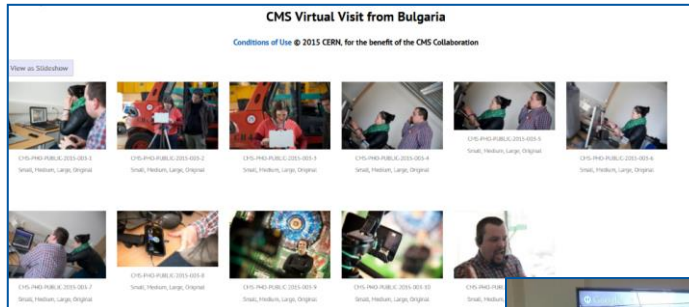 CMS Virtual Visit from Bulgaria
Conditions of Use © 2015 CERN, for the benefit of the CMS Collaboration
View as Slideshow
CMS-PHO-PUBLIC-2015-003-1
Small, Medium, Large, Original
CMS-PHO-PUBLIC-2015-003-2
Small, Medium, Large, Original
CMS-PHO-PUBLIC-2015-003-3
Small, Medium, Large, Original
CMS-PHO-PUBLIC-2015-003-4
Small, Medium, Large, Original
CMS-PHO-PUBLIC-2015-003-5
Small, Medium, Large, Original
CMS-PHO-PUBLIC-2015-003-6
Small, Medium, Large, Original
CMS-PHO-PUBLIC-2015-003-7
Small, Medium, Large, Original
CMS-PHO-PUBLIC-2015-003-8
Small, Medium, Large, Original
CMS-PHO-PUBLIC-2015-003-9
Small, Medium, Large, Original
CMS-PHO-PUBLIC-2015-003-10
Small, Medium, Large, Original
Small, Medium,